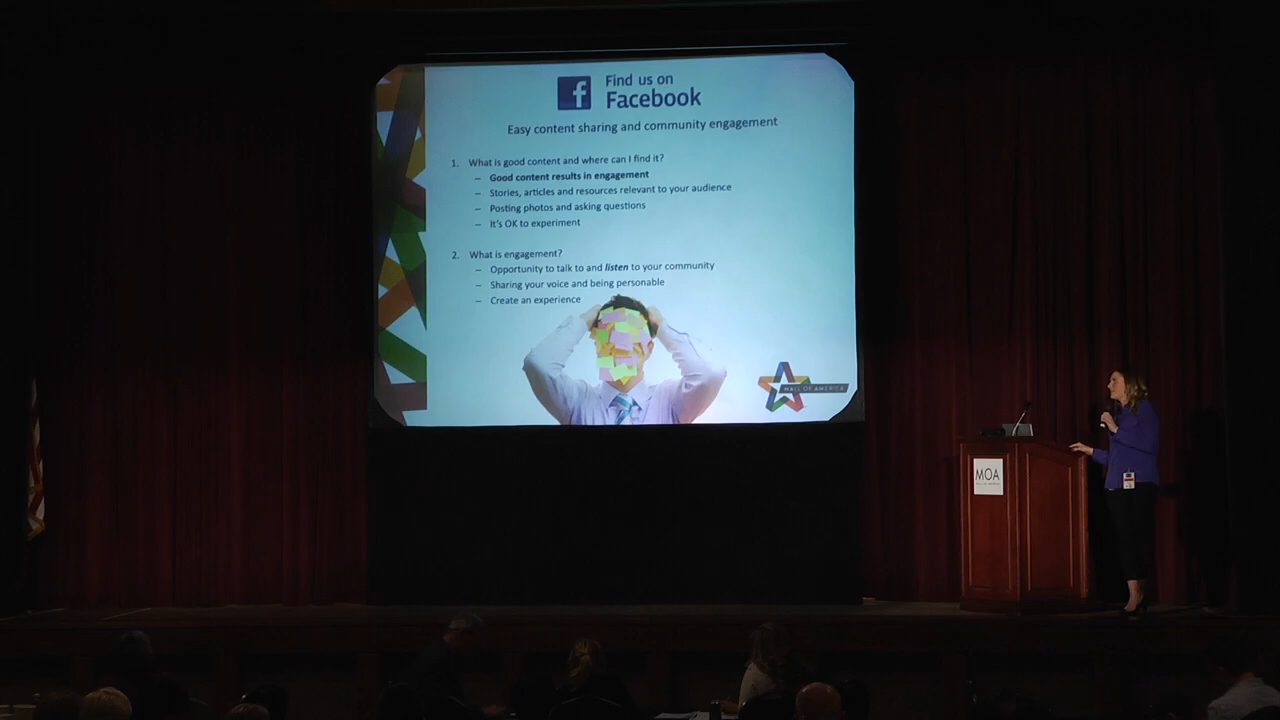 f Find us on
Facebook
Easy content sharing and community engagement
1. What is good content and where can I find it?
– Good content results in engagement
– Stories, articles and resources relevant to your audience
– Posting photos and asking questions
– It's OK to experiment
2. What is engagement?
– Opportunity to talk to and listen to your community
– Sharing your voice and being personable
– Create an experience
MALL OF AMERICA
MOA